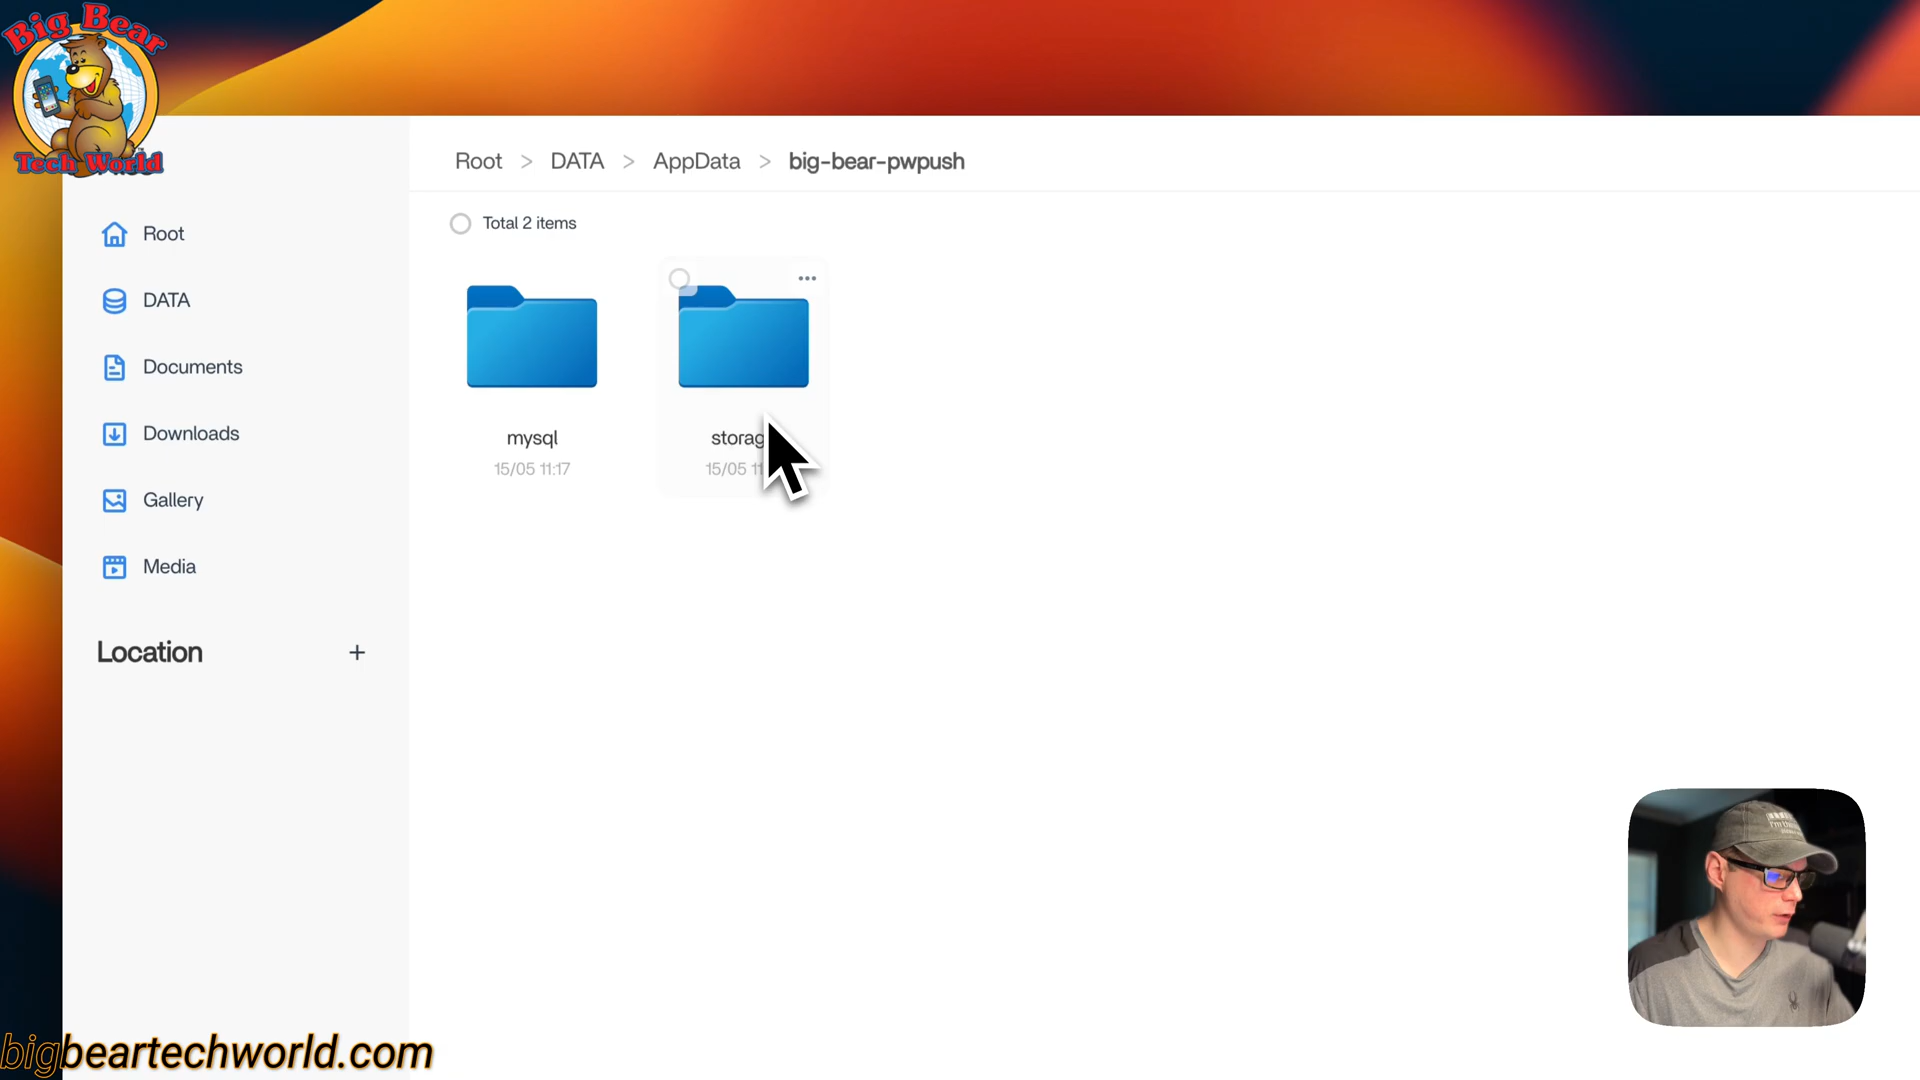 Big Bear
Tech World
Root > DATA > AppData > big-bear-pwpush
Total 2 items
Root
DATA
Documents
Downloads
Gallery
Media
Location +
mysql
15/05 11:17
storag
15/05 11
bigbeartechworld.com